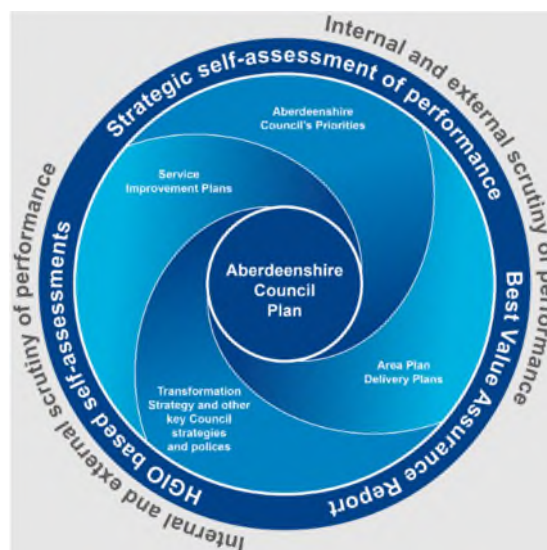 Internal and external scrutiny of performance
Strategic self-assessment of performance
Aberdeenshire
Council's Priorities
Service
Improvement Plans
Aberdeenshire
Council
Plan
Area Plan
Delivery Plans
Transformation
Strategy and other
key Council
strategies
and polices
Best Value Assurance Report
HGIO based self-assessments
Internal and external scrutiny of performance